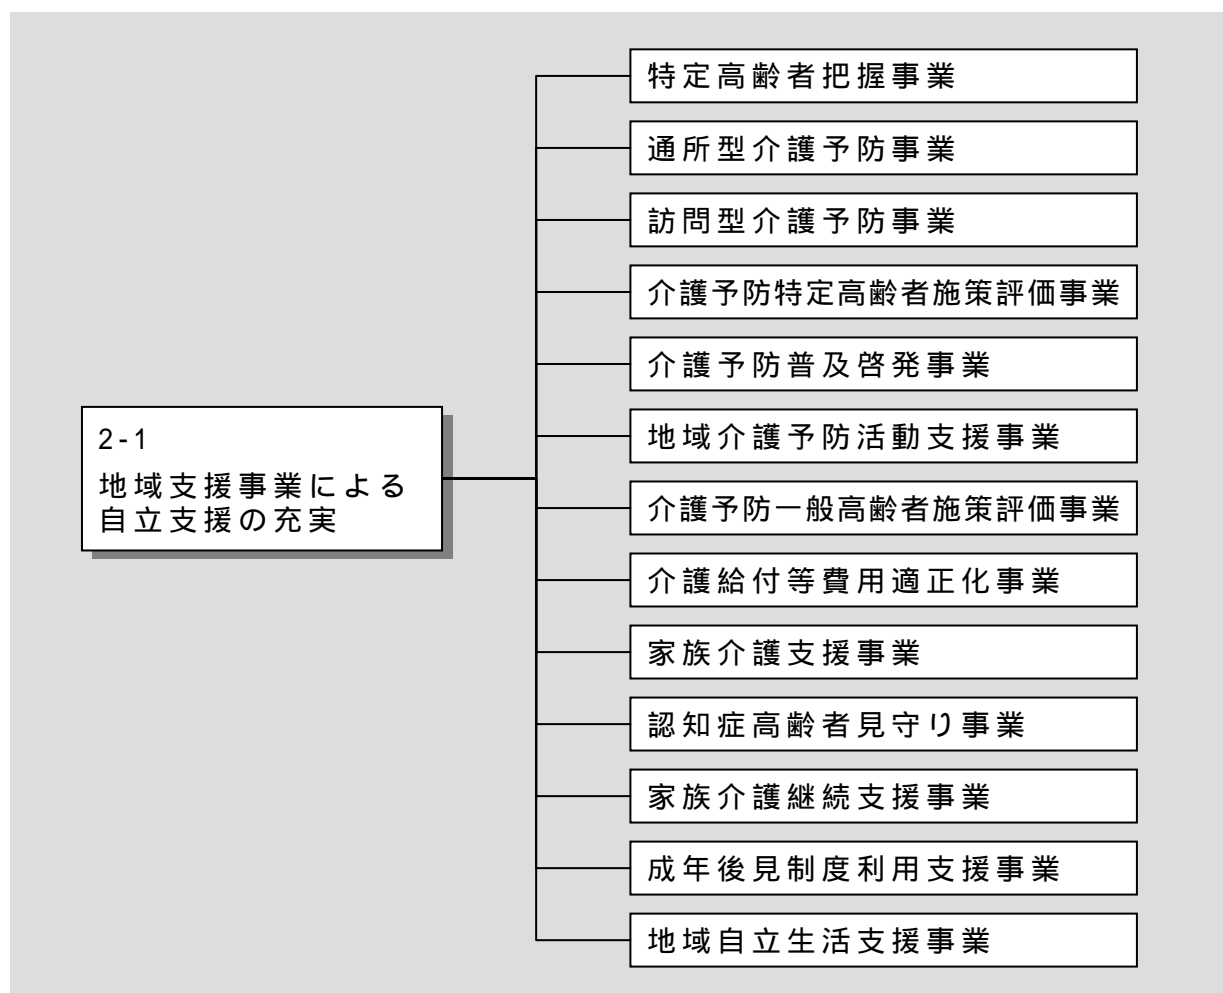 特定高齢者把握事業
通所型介護予防事業
訪問型介護予防事業
介護予防特定高齢者施策評価事業
介護予防普及啓発事業
2-1
地域支援事業による
自立支援の充実
地域介護予防活動支援事業
介護予防一般高齢者施策評価事業
介護給付等費用適正化事業
家族介護支援事業
認知症高齢者見守り事業
家族介護継続支援事業
成年後見制度利用支援事業
地域自立生活支援事業